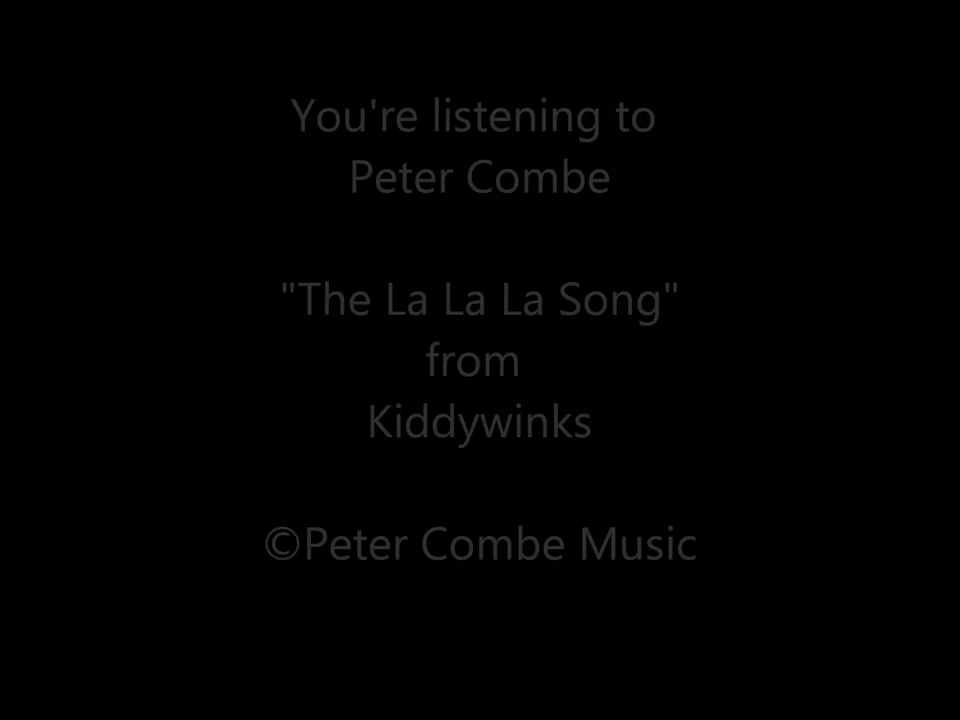 You're listening to
Peter Combe
"The La La La Song"
from
Kiddywinks
©Peter Combe Music